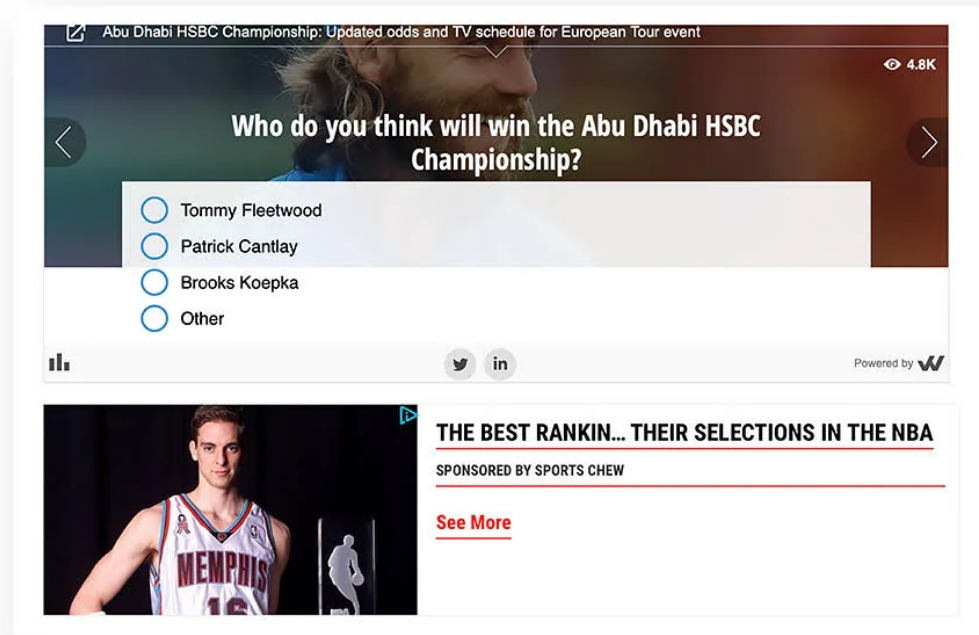 Abu Dhabi HSBC Championship: Updated odds and TV schedule for European Tour event
4.8K
Who do you think will win the Abu Dhabi HSBC
Championship?
Tommy Fleetwood
Patrick Cantlay
Brooks Koepka
Other
in
Powered by
THE BEST RANKIN... THEIR SELECTIONS IN THE NBA
SPONSORED BY SPORTS CHEW
See More
MEMPHIS
16